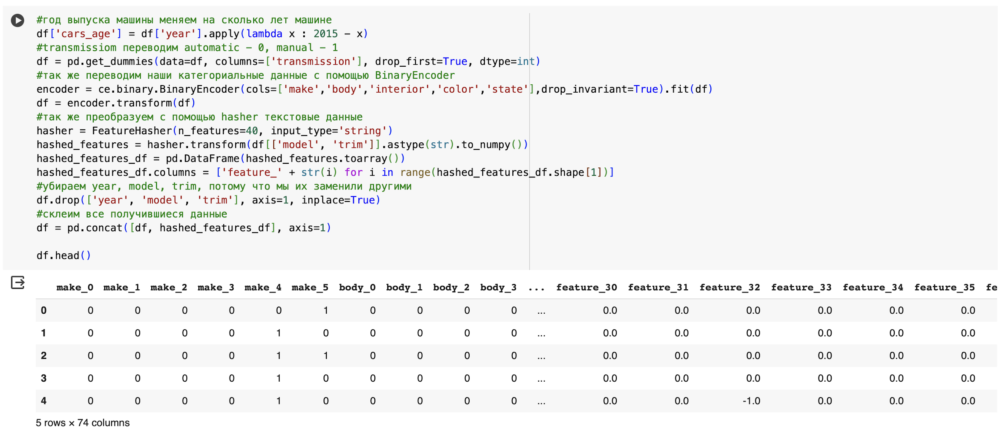 #год выпуска машины меняем на сколько лет машине
df['cars_age'] = df['year'].apply(lambda x : 2015 - x)
#transmissiom переводим automatic - 0, manual - 1
df = pd.get_dummies(data=df, columns=['transmission'], drop_first=True, dtype=int)
#так же переводим наши категориальные данные с помощью BinaryEncoder
encoder = ce.binary.BinaryEncoder(cols=['make','body','interior','color','state'],drop_invariant=True).fit(df)
df = encoder.transform(df)
#так же преобразуем с помощью hasher текстовые данные
hasher = FeatureHasher(n_features=40, input_type='string')
hashed_features = hasher.transform(df[['model', 'trim']].astype(str).to_numpy())
hashed_features_df = pd.DataFrame(hashed_features.toarray())
hashed_features_df.columns = ['feature_' + str(i) for i in range(hashed_features_df.shape[1])]
#убираем year, model, trim, потому что мы их заменили другими
df.drop(['year', 'model', 'trim'], axis=1, inplace=True)
#склеим все получившиеся данные
df = pd.concat([df, hashed_features_df], axis=1)
df.head()
make_0 make_1 make_2 make_3 make_4 make_5 body_0 body_1 body_2 body_3 ... feature_30 feature_31 feature_32 feature_33 feature_34 feature_35 fe
0 0 0 0 0 0 1 0 0 0 0 ... 0.0 0.0 0.0 0.0 0.0 0.0
1 0 0 0 0 1 0 0 0 0 0 ... 0.0 0.0 0.0 0.0 0.0 0.0
2 0 0 0 0 1 1 0 0 0 0 ... 0.0 0.0 0.0 0.0 0.0 0.0
3 0 0 0 0 1 0 0 0 0 0 ... 0.0 0.0 0.0 0.0 0.0 0.0
4 0 0 0 0 1 0 0 0 0 0 ... 0.0 0.0 -1.0 0.0 0.0 0.0
5 rows × 74 columns